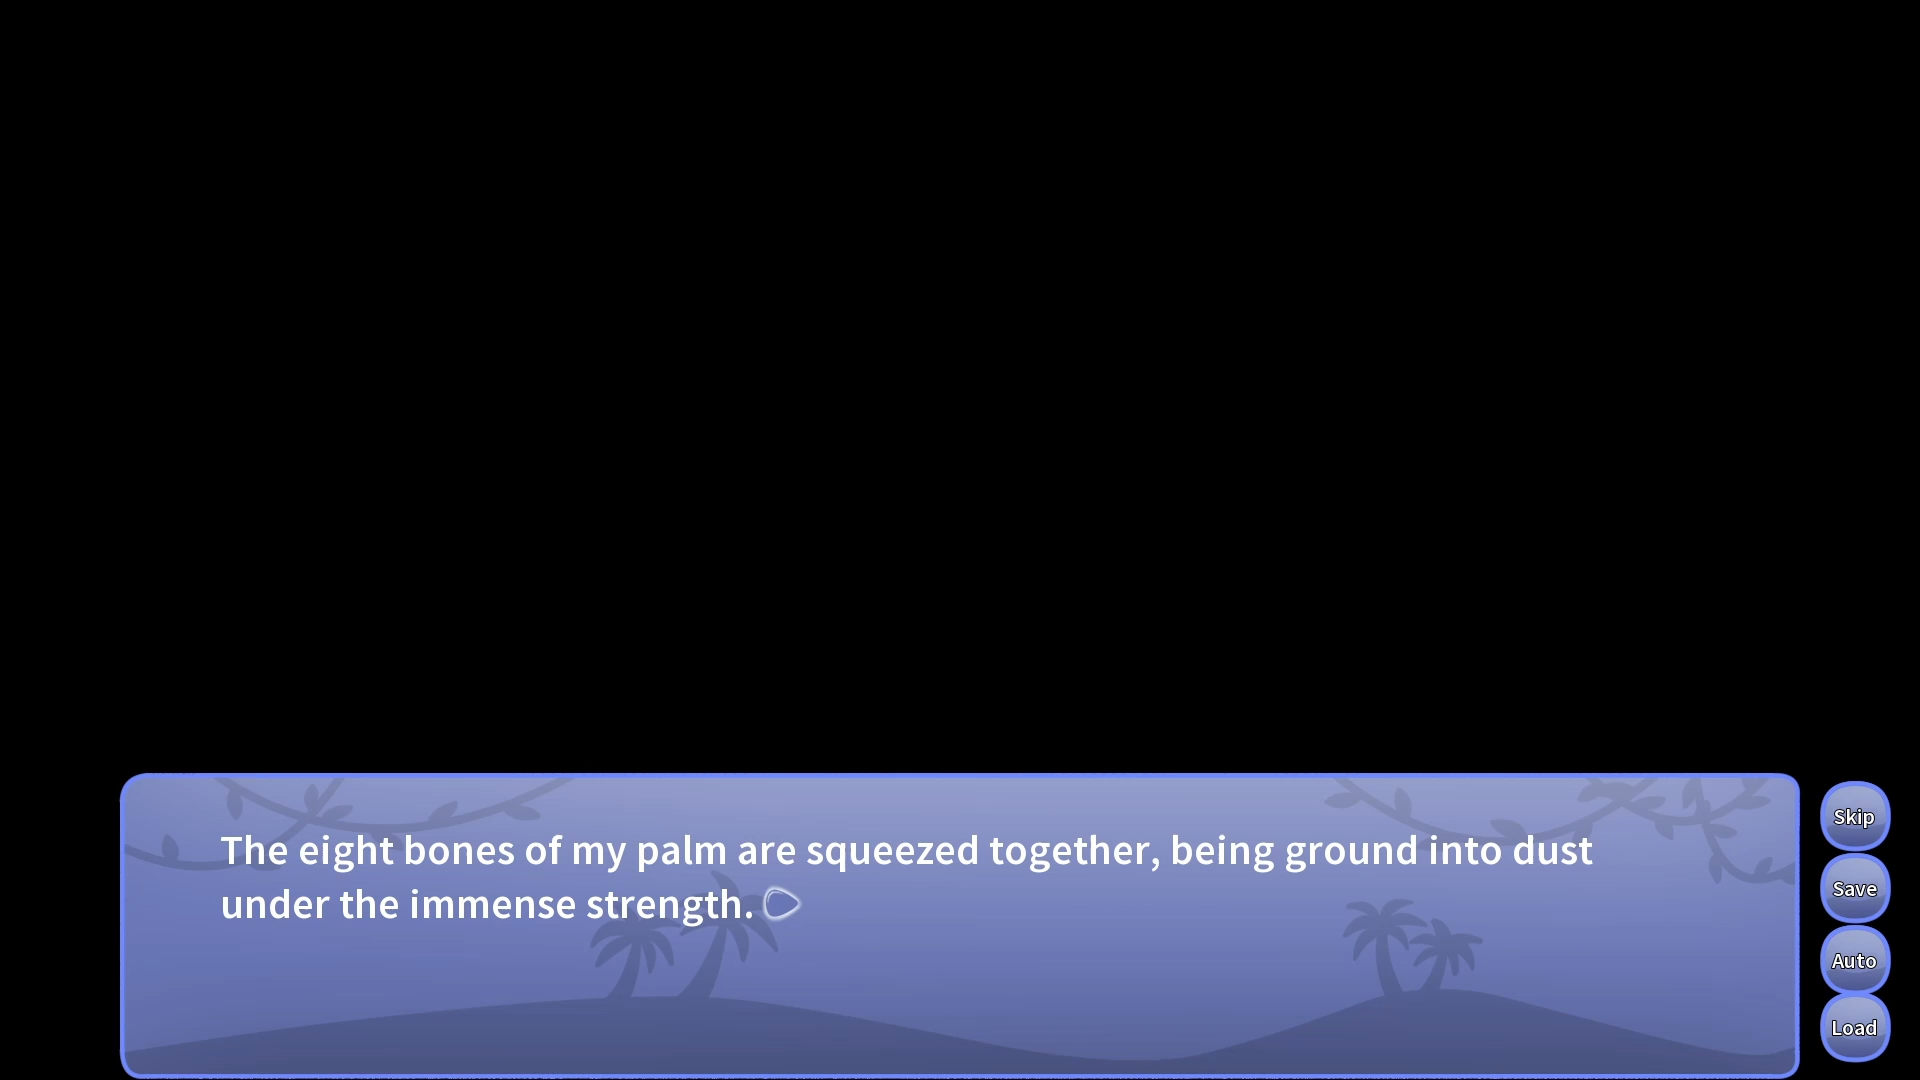 The eight bones of my palm are squeezed together, being ground into dust
under the immense strength.
Skip
Save
Auto
Load